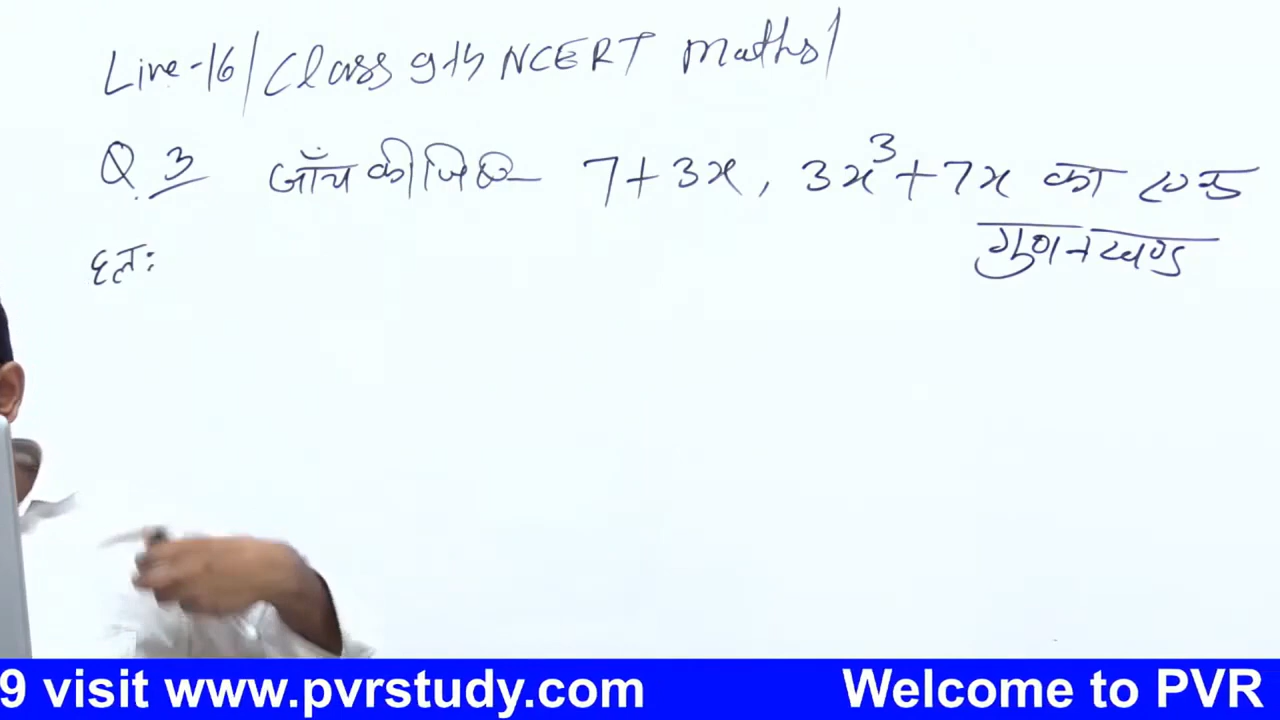 Live-16/Class 9th NCERT Maths/
Q.3 जाँच कीजिए 7+3x, 3x³+7x का एक
गुणनखण्ड
हल:
9 visit www.pvrstudy.com Welcome to PVR